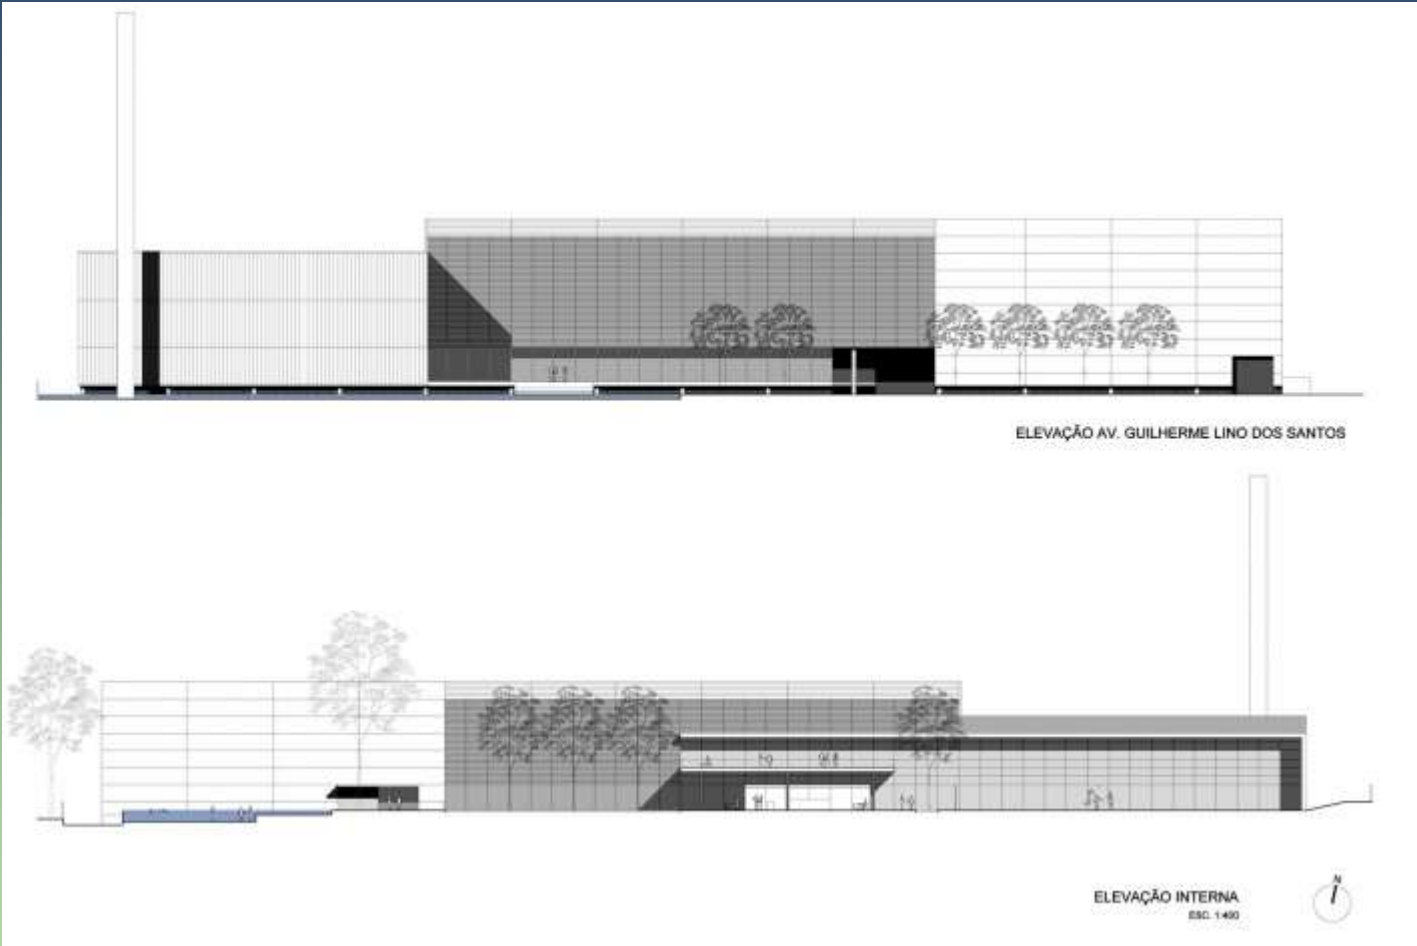 ELEVAÇÃO AV. GUILHERME LINO DOS SANTOS
ELEVAÇÃO INTERNA
N
ESC. 1:400